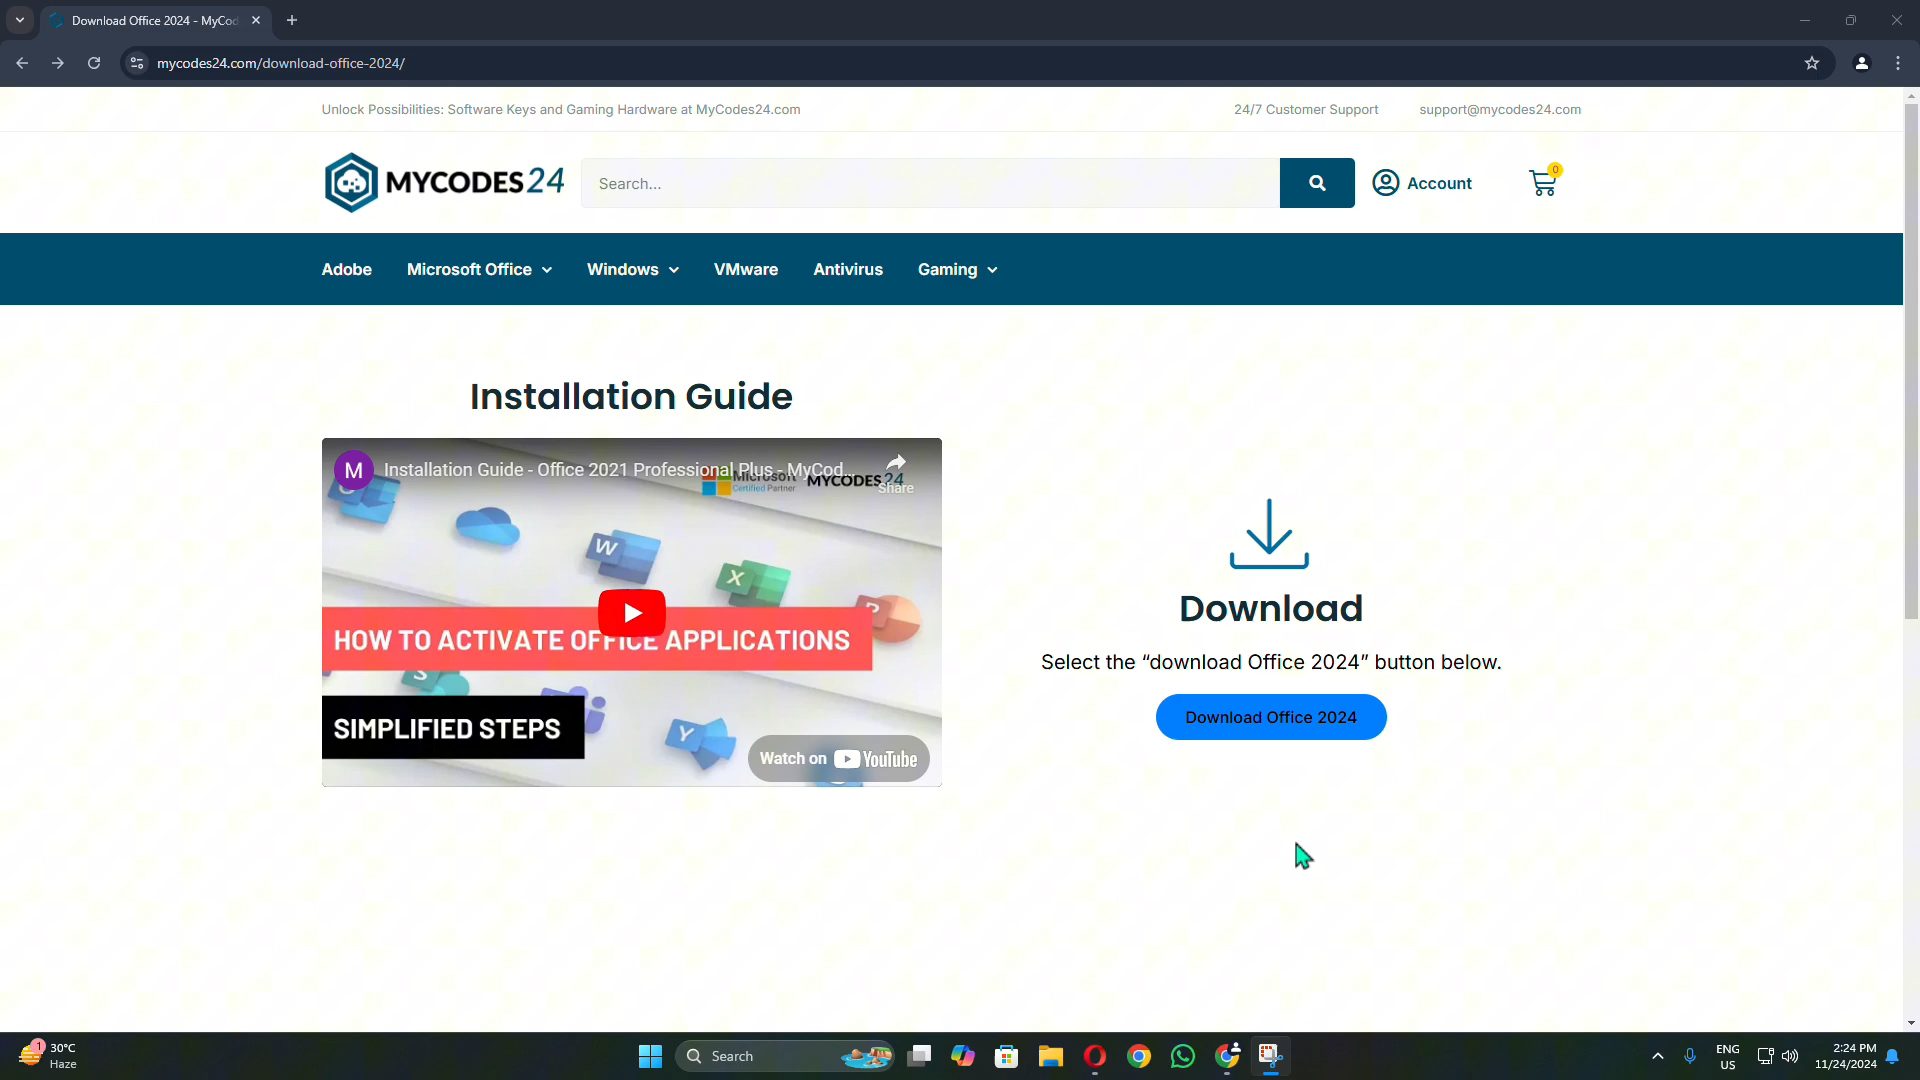 Download Office 2024 - MyCod
mycodes24.com/download-office-2024/
Unlock Possibilities: Software Keys and Gaming Hardware at MyCodes24.com
24/7 Customer Support
support@mycodes24.com
MYCODES24
Search...
Account
0
Adobe
Microsoft Office
Windows
VMware
Antivirus
Gaming
Installation Guide
M
Installation Guide - Office 2021 Professional Plus - MyCod...
Share
Microsoft
Certified Partner
MYCODES24
W
X
P
HOW TO ACTIVATE OFFICE APPLICATIONS
S
SIMPLIFIED STEPS
Y
Watch on YouTube
Download
Select the “download Office 2024” button below.
Download Office 2024
1
30°C
Haze
Search
ENG
US
2:24 PM
11/24/2024